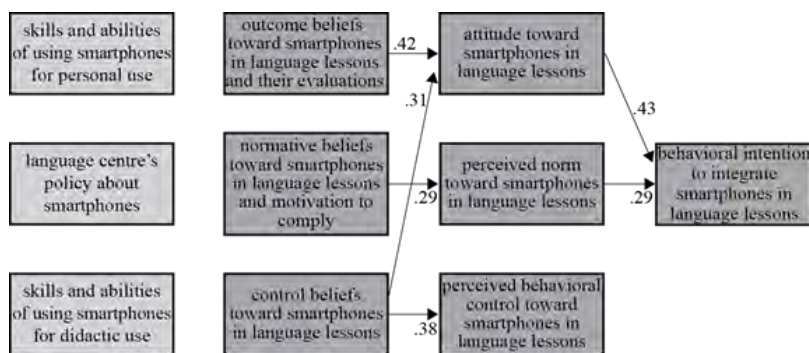 skills and abilities
of using smartphones
for personal use
outcome beliefs
toward smartphones
in language lessons
and their evaluations
.42
attitude toward
smartphones in
language lessons
.31
.43
language centre's
policy about
smartphones
normative beliefs
toward smartphones
in language lessons
and motivation to
comply
.29
perceived norm
toward smartphones
in language lessons
.29
behavioral intention
to integrate
smartphones in
language lessons
skills and abilities
of using smartphones
for didactic use
control beliefs
toward smartphones
in language lessons
.38
perceived behavioral
control toward
smartphones in
language lessons